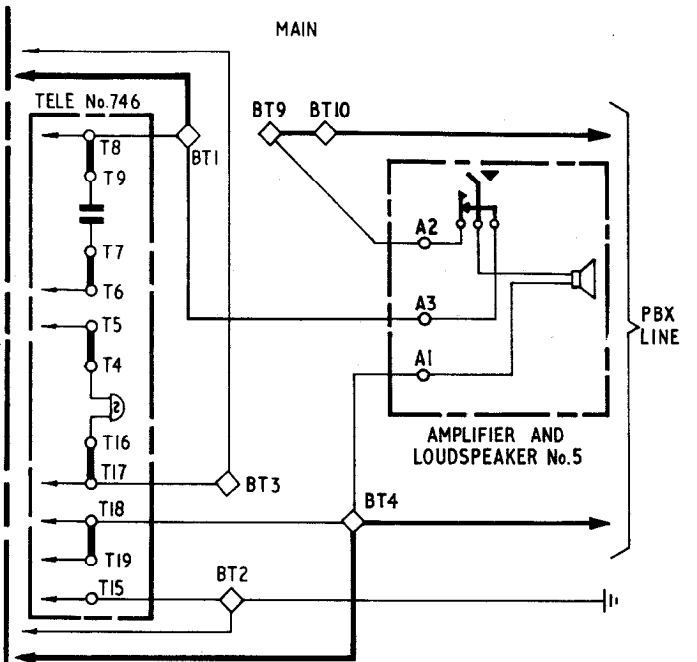 MAIN
TELE No.746
BT9 BT10
T8
BT1
T9
A2
T7
T6
A3
T5
PBX
LINE
T4
A1
T16
AMPLIFIER AND
LOUDSPEAKER No.5
T17
BT3
T18
BT4
T19
BT2
T15